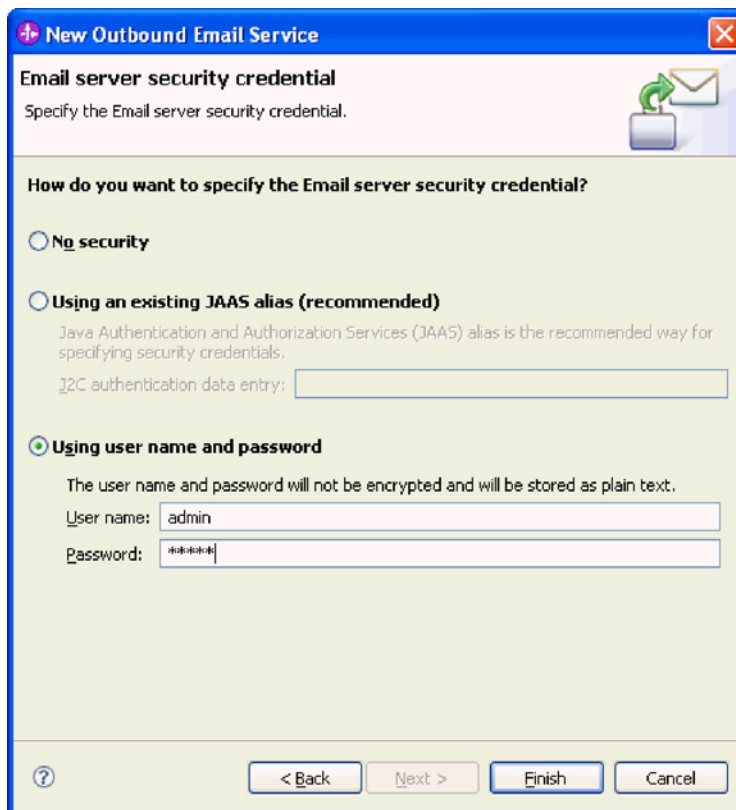 New Outbound Email Service
Email server security credential
Specify the Email server security credential.
How do you want to specify the Email server security credential?
No security
Using an existing JAAS alias (recommended)
Java Authentication and Authorization Services (JAAS) alias is the recommended way for
specifying security credentials.
J2C authentication data entry:
Using user name and password
The user name and password will not be encrypted and will be stored as plain text.
User name: admin
Password: *****
? < Back Next > Finish Cancel